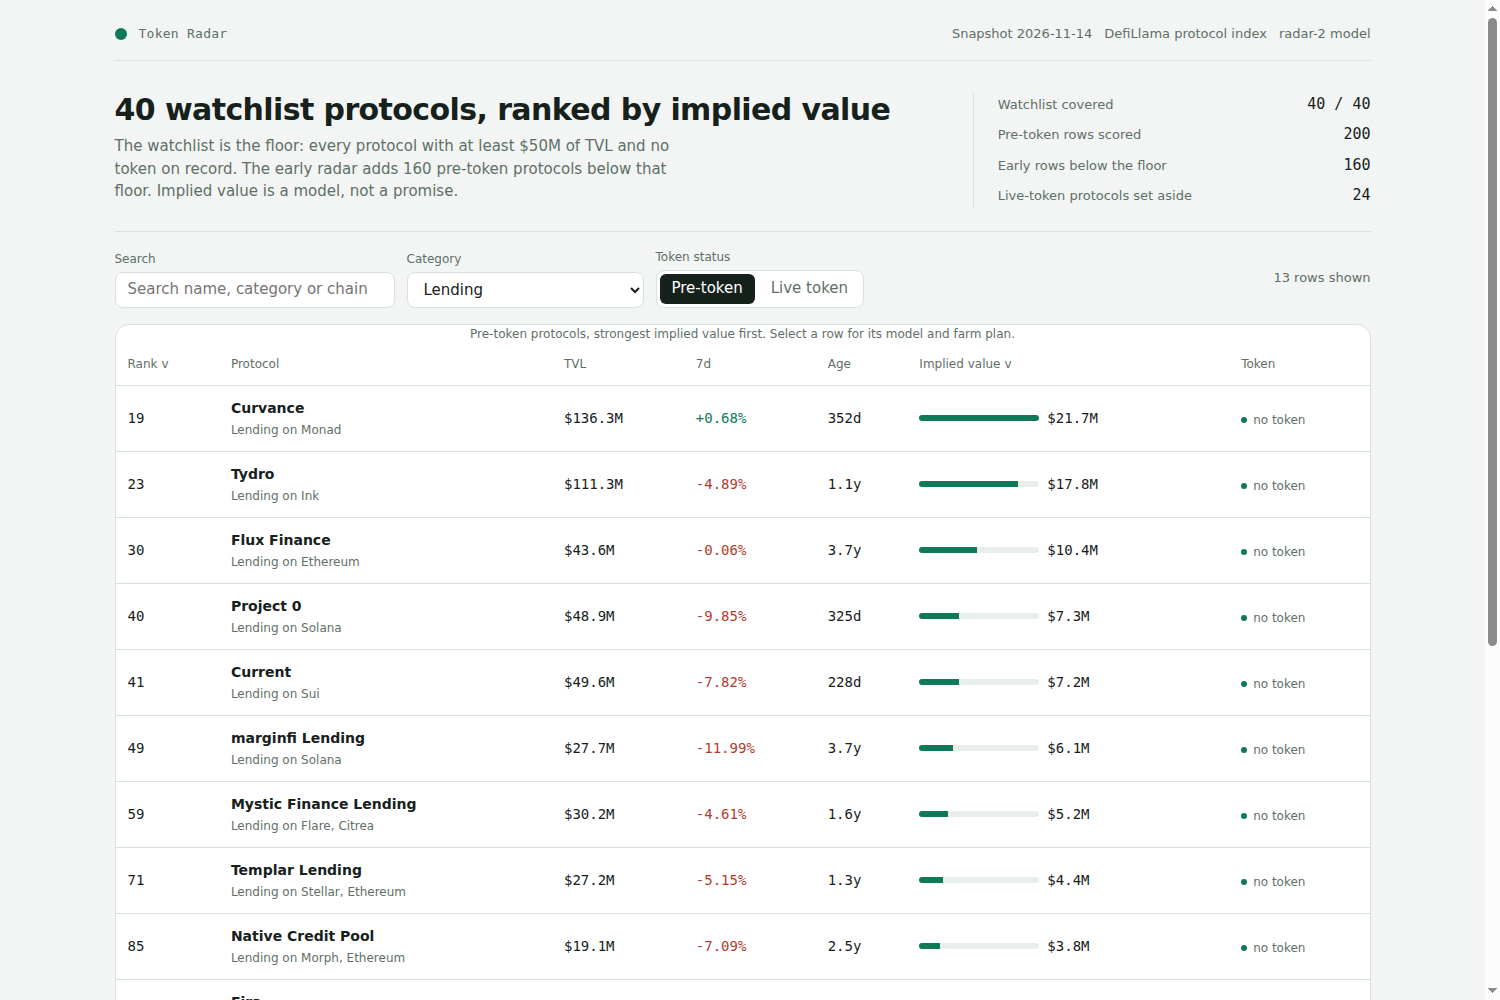 Token Radar
Snapshot 2026-11-14 DefiLlama protocol index radar-2 model
40 watchlist protocols, ranked by implied value
The watchlist is the floor: every protocol with at least $50M of TVL and no
token on record. The early radar adds 160 pre-token protocols below that
floor. Implied value is a model, not a promise.
Watchlist covered 40 / 40
Pre-token rows scored 200
Early rows below the floor 160
Live-token protocols set aside 24
Search
Category
Token status
Search name, category or chain
Lending
Pre-token
Live token
13 rows shown
Pre-token protocols, strongest implied value first. Select a row for its model and farm plan.
Rank v Protocol TVL 7d Age Implied value v Token
19 Curvance $136.3M +0.68% 352d $21.7M no token
Lending on Monad
23 Tydro $111.3M -4.89% 1.1y $17.8M no token
Lending on Ink
30 Flux Finance $43.6M -0.06% 3.7y $10.4M no token
Lending on Ethereum
40 Project 0 $48.9M -9.85% 325d $7.3M no token
Lending on Solana
41 Current $49.6M -7.82% 228d $7.2M no token
Lending on Sui
49 marginfi Lending $27.7M -11.99% 3.7y $6.1M no token
Lending on Solana
59 Mystic Finance Lending $30.2M -4.61% 1.6y $5.2M no token
Lending on Flare, Citrea
71 Templar Lending $27.2M -5.15% 1.3y $4.4M no token
Lending on Stellar, Ethereum
85 Native Credit Pool $19.1M -7.09% 2.5y $3.8M no token
Lending on Morph, Ethereum